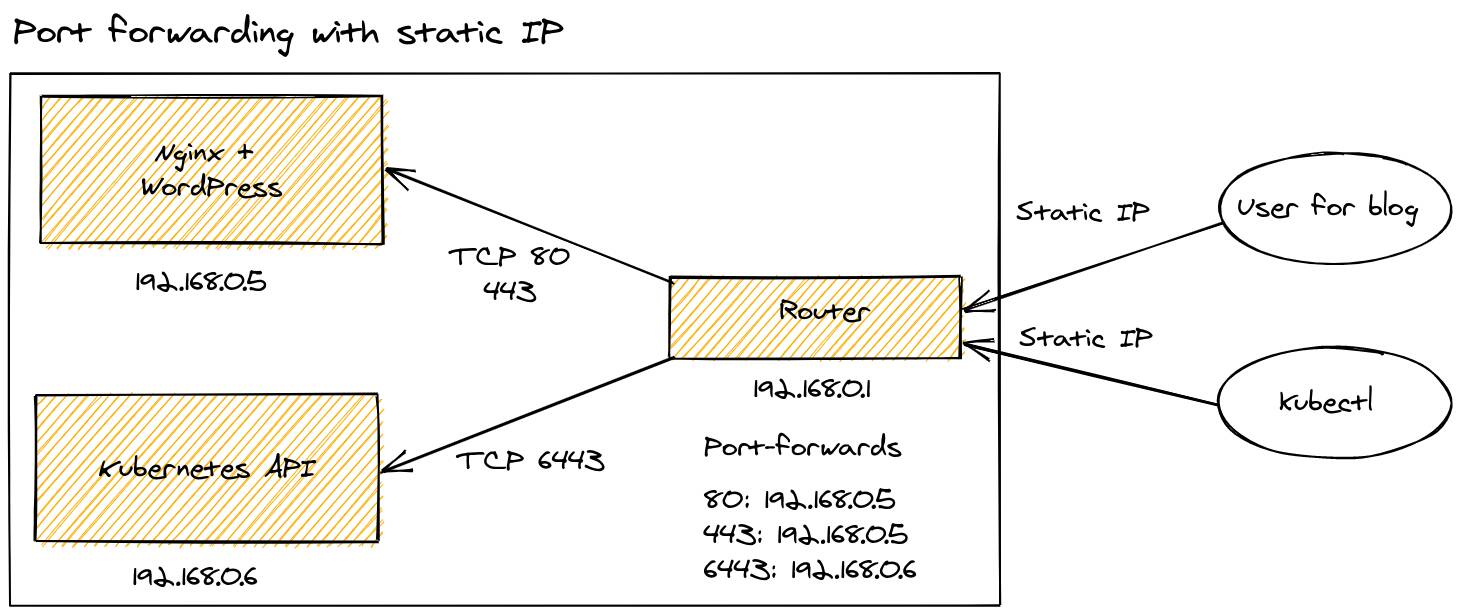 Port forwarding with static IP
Nginx +
WordPress
192.168.0.5
TCP 80
443
Router
192.168.0.1
Static IP
User for blog
Static IP
Kubectl
Kubernetes API
192.168.0.6
TCP 6443
Port-forwards
80: 192.168.0.5
443: 192.168.0.5
6443: 192.168.0.6